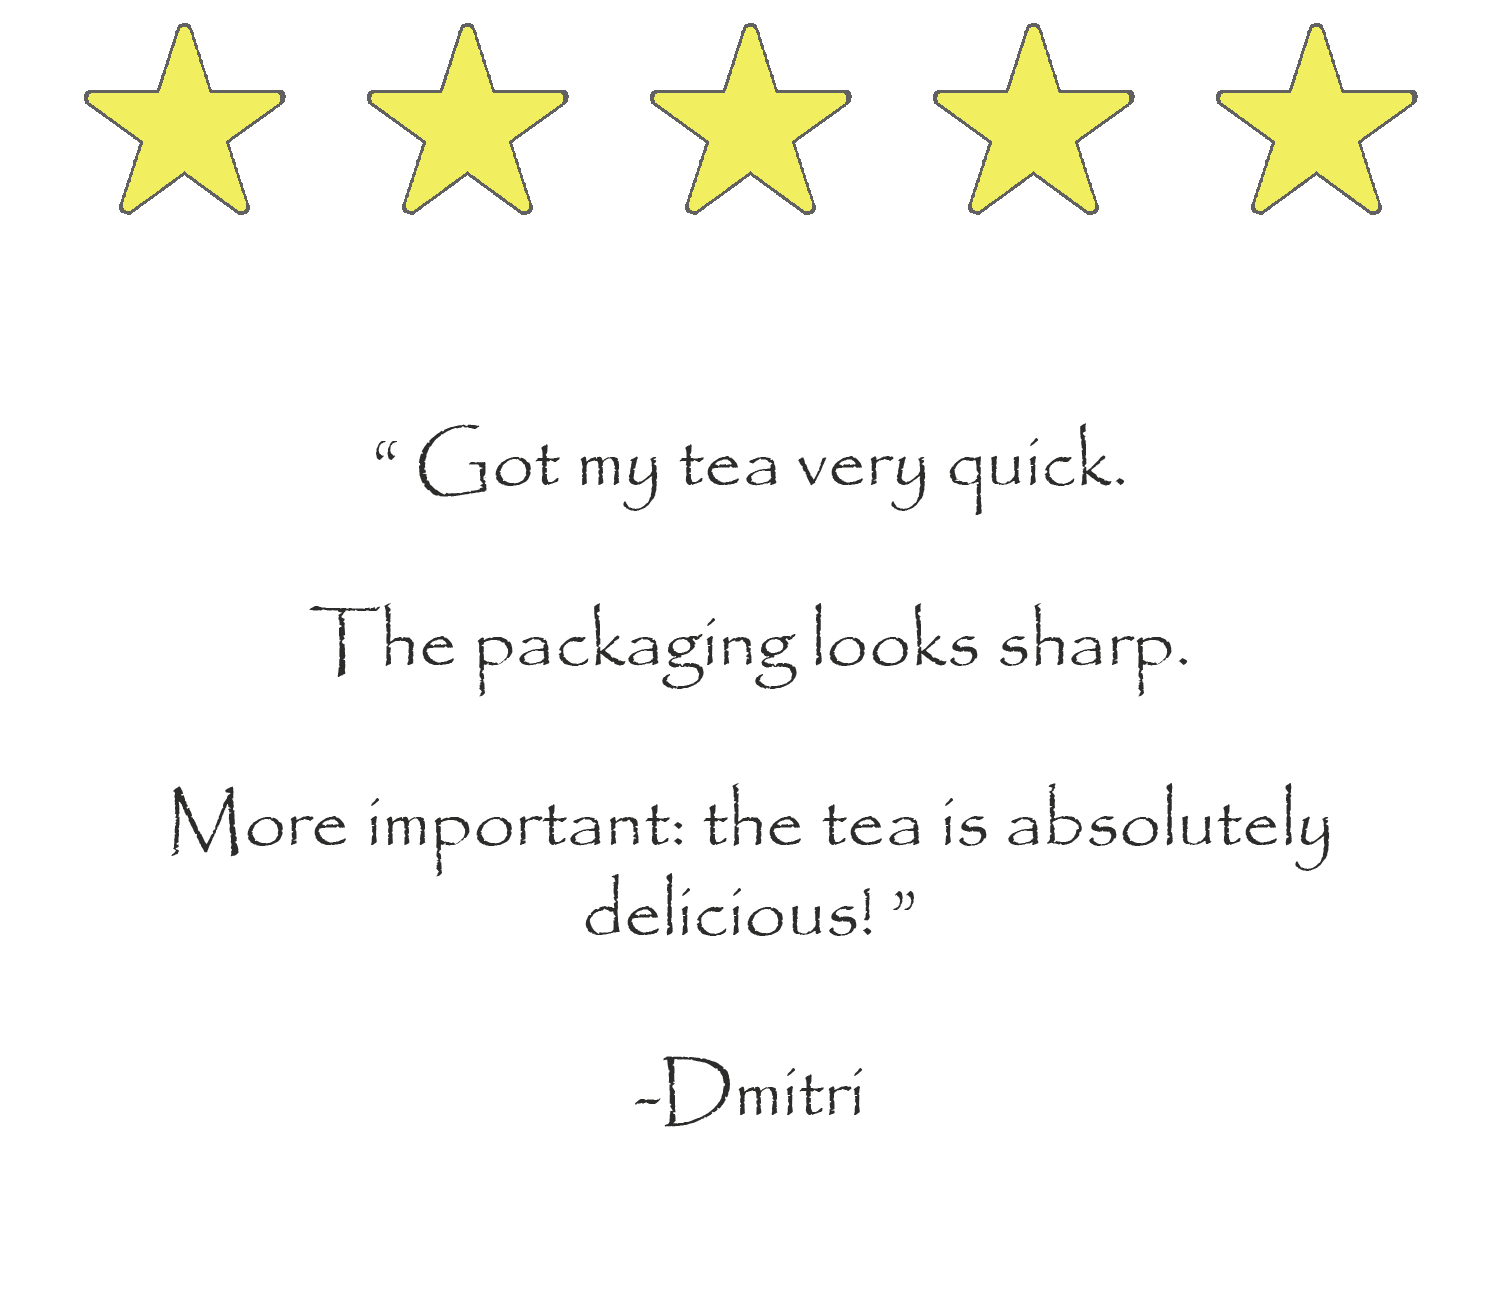 “ Got my tea very quick.
The packaging looks sharp.
More important: the tea is absolutely
delicious! ”
-Dmitri